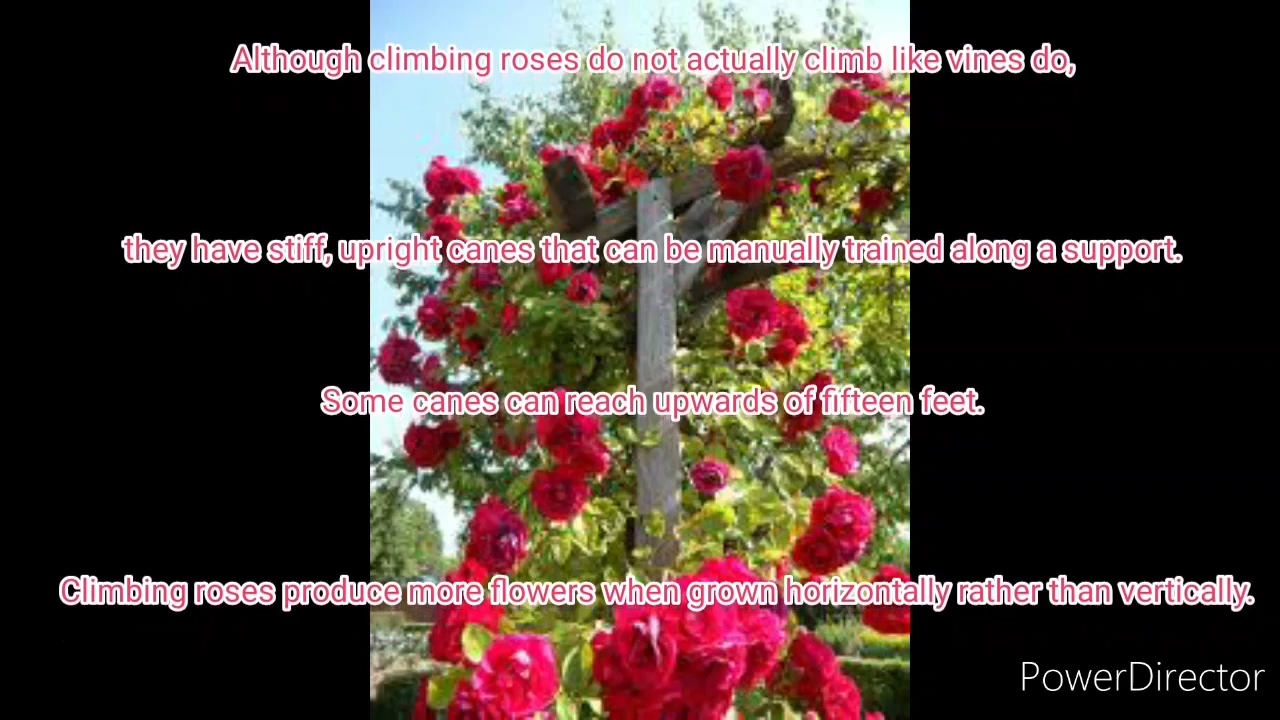 Although climbing roses do not actually climb like vines do,
they have stiff, upright canes that can be manually trained along a support.
Some canes can reach upwards of fifteen feet.
Climbing roses produce more flowers when grown horizontally rather than vertically.
PowerDirector